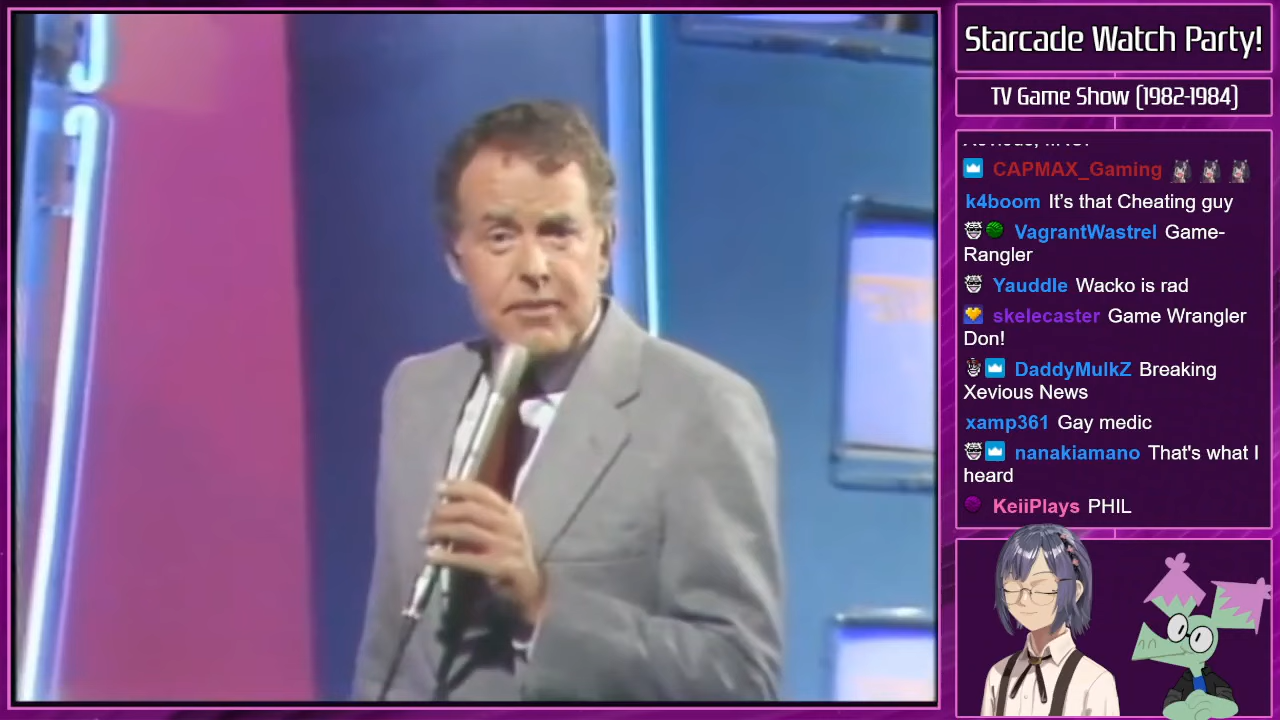 Starcade Watch Party!
TV Game Show (1982-1984)
CAPMAX_Gaming
k4boom It's that Cheating guy
VagrantWastrel Game-
Rangler
Yauddle Wacko is rad
skelecaster Game Wrangler
Don!
DaddyMulkZ Breaking
Xevious News
xamp361 Gay medic
nanakiamano That's what I
heard
KeiiPlays PHIL